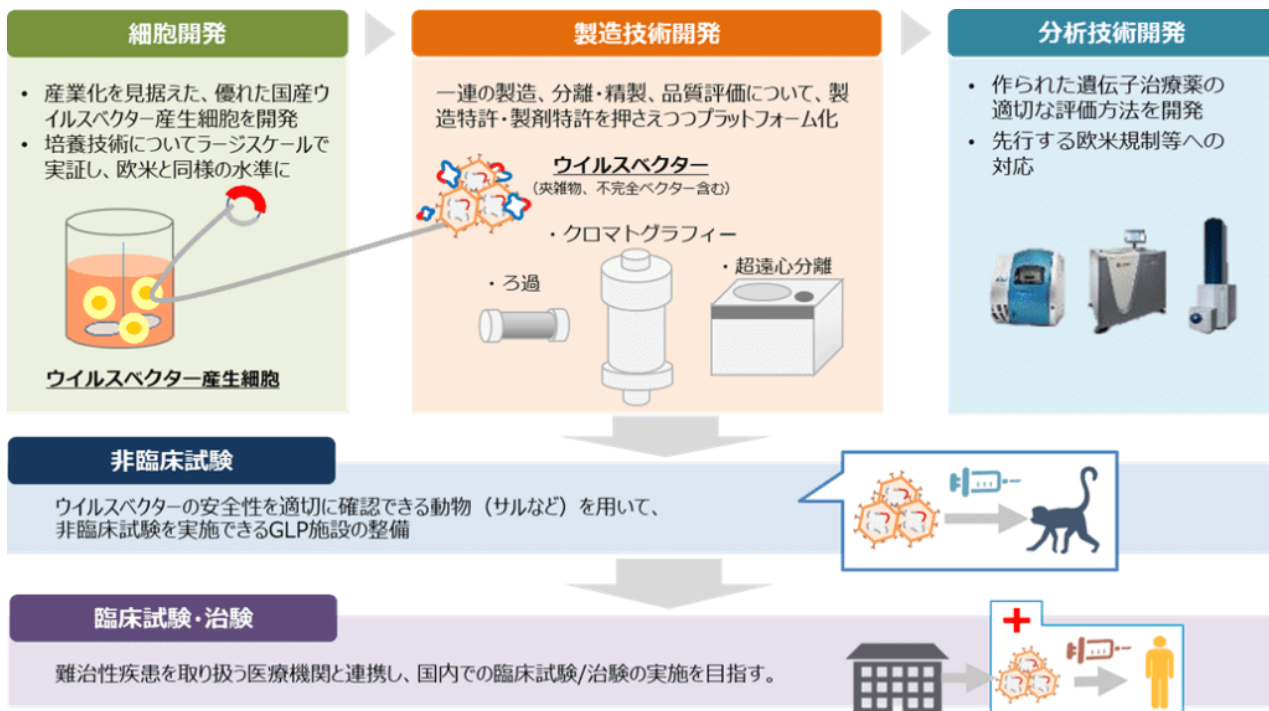 細胞開発
・ 産業化を見据えた、優れた国産ウ
イルスベクター産生細胞を開発
・ 培養技術についてラージスケールで
実証し、欧米と同様の水準に
ウイルスベクター産生細胞
製造技術開発
一連の製造、分離・精製、品質評価について、製
造特許・製剤特許を押さえつつプラットフォーム化
ウイルスベクター
（夾雑物、不完全ベクター含む）
・クロマトグラフィー
・ろ過
・超遠心分離
分析技術開発
・ 作られた遺伝子治療薬の
適切な評価方法を開発
・ 先行する欧米規制等への
対応
非臨床試験
ウイルスベクターの安全性を適切に確認できる動物（サルなど）を用いて、
非臨床試験を実施できるGLP施設の整備
臨床試験・治験
難治性疾患を取り扱う医療機関と連携し、国内での臨床試験/治験の実施を目指す。